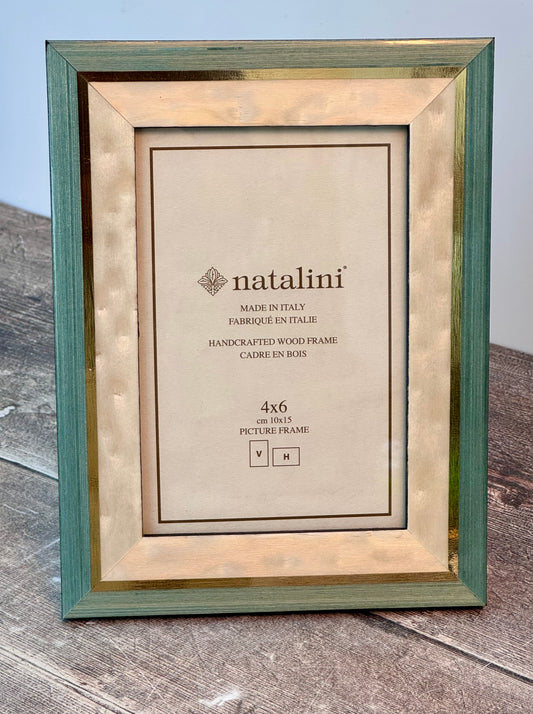 natalini®
MADE IN ITALY
FABRIQUÉ EN ITALIE
HANDCRAFTED WOOD FRAME
CADRE EN BOIS
4x6
cm 10x15
PICTURE FRAME
V H